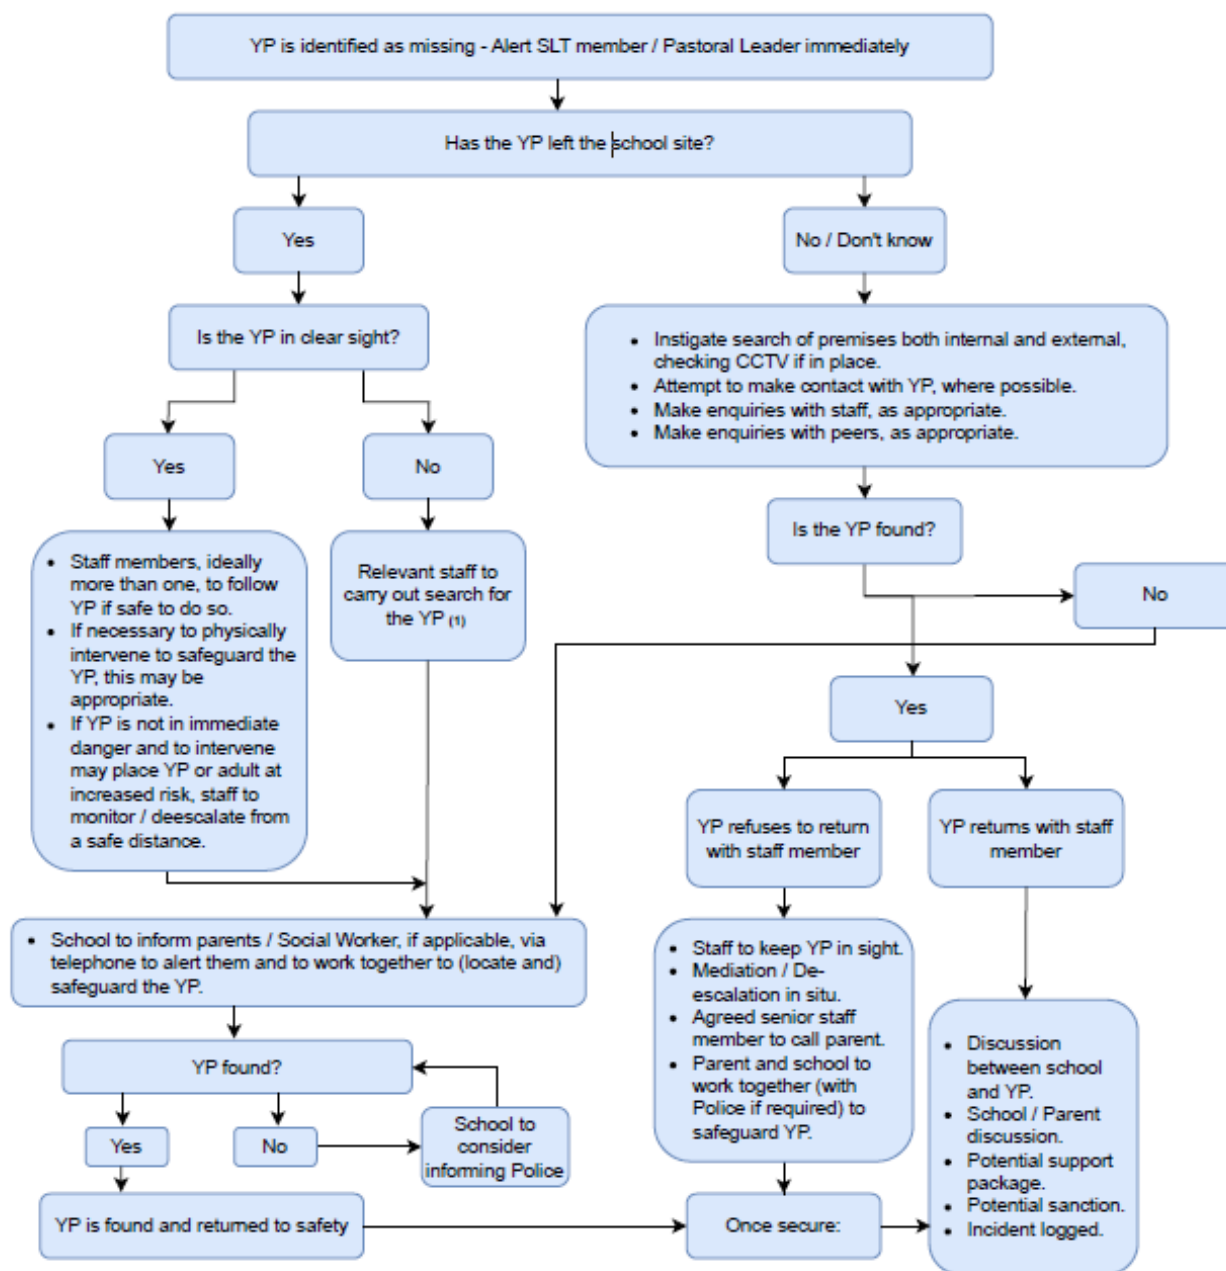 YP is identified as missing - Alert SLT member / Pastoral Leader immediately
Has the YP left the school site?
Yes
No / Don't know
Is the YP in clear sight?
• Instigate search of premises both internal and external,
checking CCTV if in place.
• Attempt to make contact with YP, where possible.
• Make enquiries with staff, as appropriate.
• Make enquiries with peers, as appropriate.
Yes
No
Is the YP found?
• Staff members, ideally
more than one, to follow
YP if safe to do so.
• If necessary to physically
intervene to safeguard the
YP, this may be
appropriate.
• If YP is not in immediate
danger and to intervene
may place YP or adult at
increased risk, staff to
monitor / deescalate from
a safe distance.
Relevant staff to
carry out search for
the YP (1)
No
Yes
YP refuses to return
with staff member
YP returns with staff
member
• School to inform parents / Social Worker, if applicable, via
telephone to alert them and to work together to (locate and)
safeguard the YP.
• Staff to keep YP in sight.
• Mediation / De-
escalation in situ.
• Agreed senior staff
member to call parent.
• Parent and school to
work together (with
Police if required) to
safeguard YP.
• Discussion
between school
and YP.
• School / Parent
discussion.
• Potential support
package.
• Potential sanction.
• Incident logged.
YP found?
Yes
No
School to
consider
informing Police
YP is found and returned to safety
Once secure: